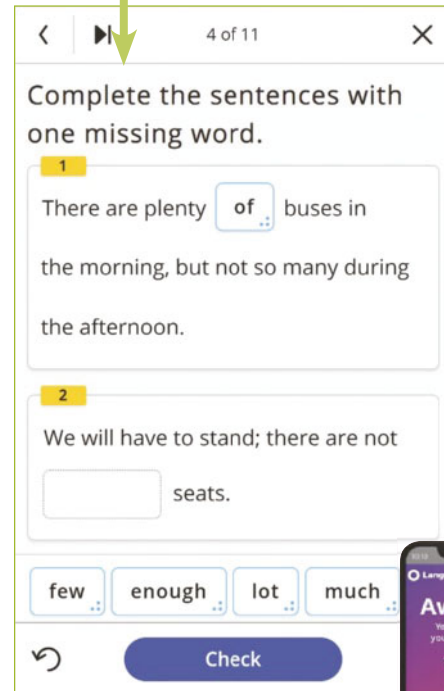 4 of 11
Complete the sentences with
one missing word.
1
There are plenty of buses in
the morning, but not so many during
the afternoon.
2
We will have to stand; there are not
seats.
few enough lot much
Check